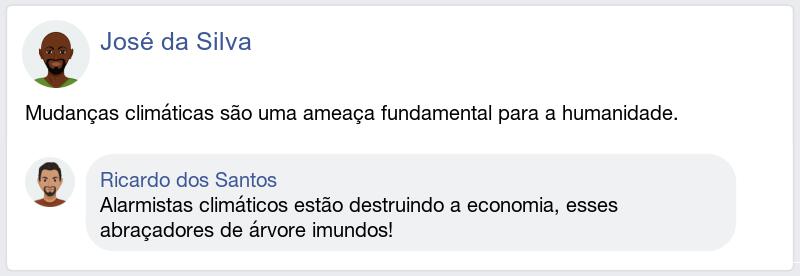 José da Silva
Mudanças climáticas são uma ameaça fundamental para a humanidade.
Ricardo dos Santos
Alarmistas climáticos estão destruindo a economia, esses
abraçadores de árvore imundos!